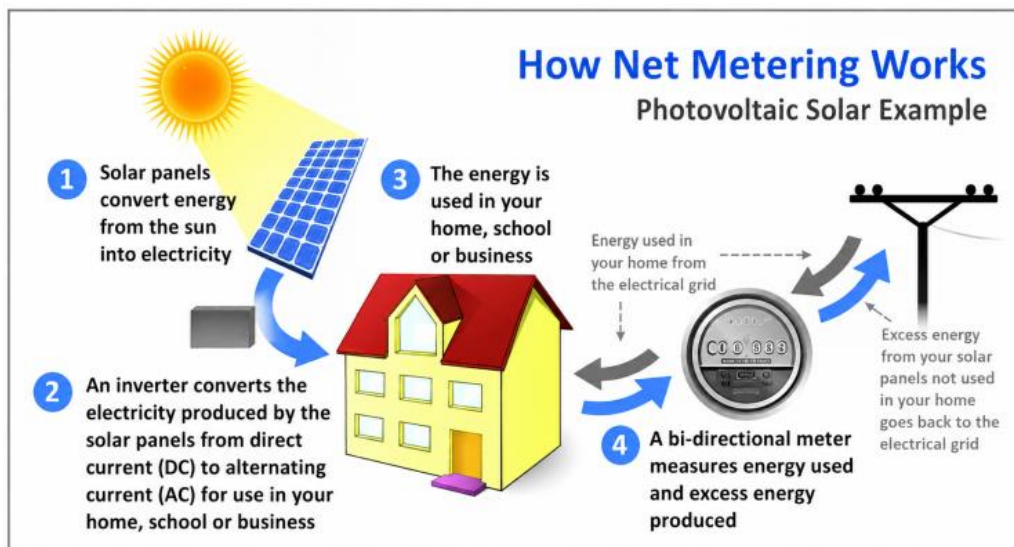 How Net Metering Works
Photovoltaic Solar Example
1
Solar panels
convert energy
from the sun
into electricity
2
An inverter converts the
electricity produced by the
solar panels from direct
current (DC) to alternating
current (AC) for use in your
home, school or business
3
The energy is
used in your
home, school
or business
Energy used in
your home from
the electrical grid
4
A bi-directional meter
measures energy used
and excess energy
produced
Excess energy
from your solar
panels not used
in your home
goes back to the
electrical grid